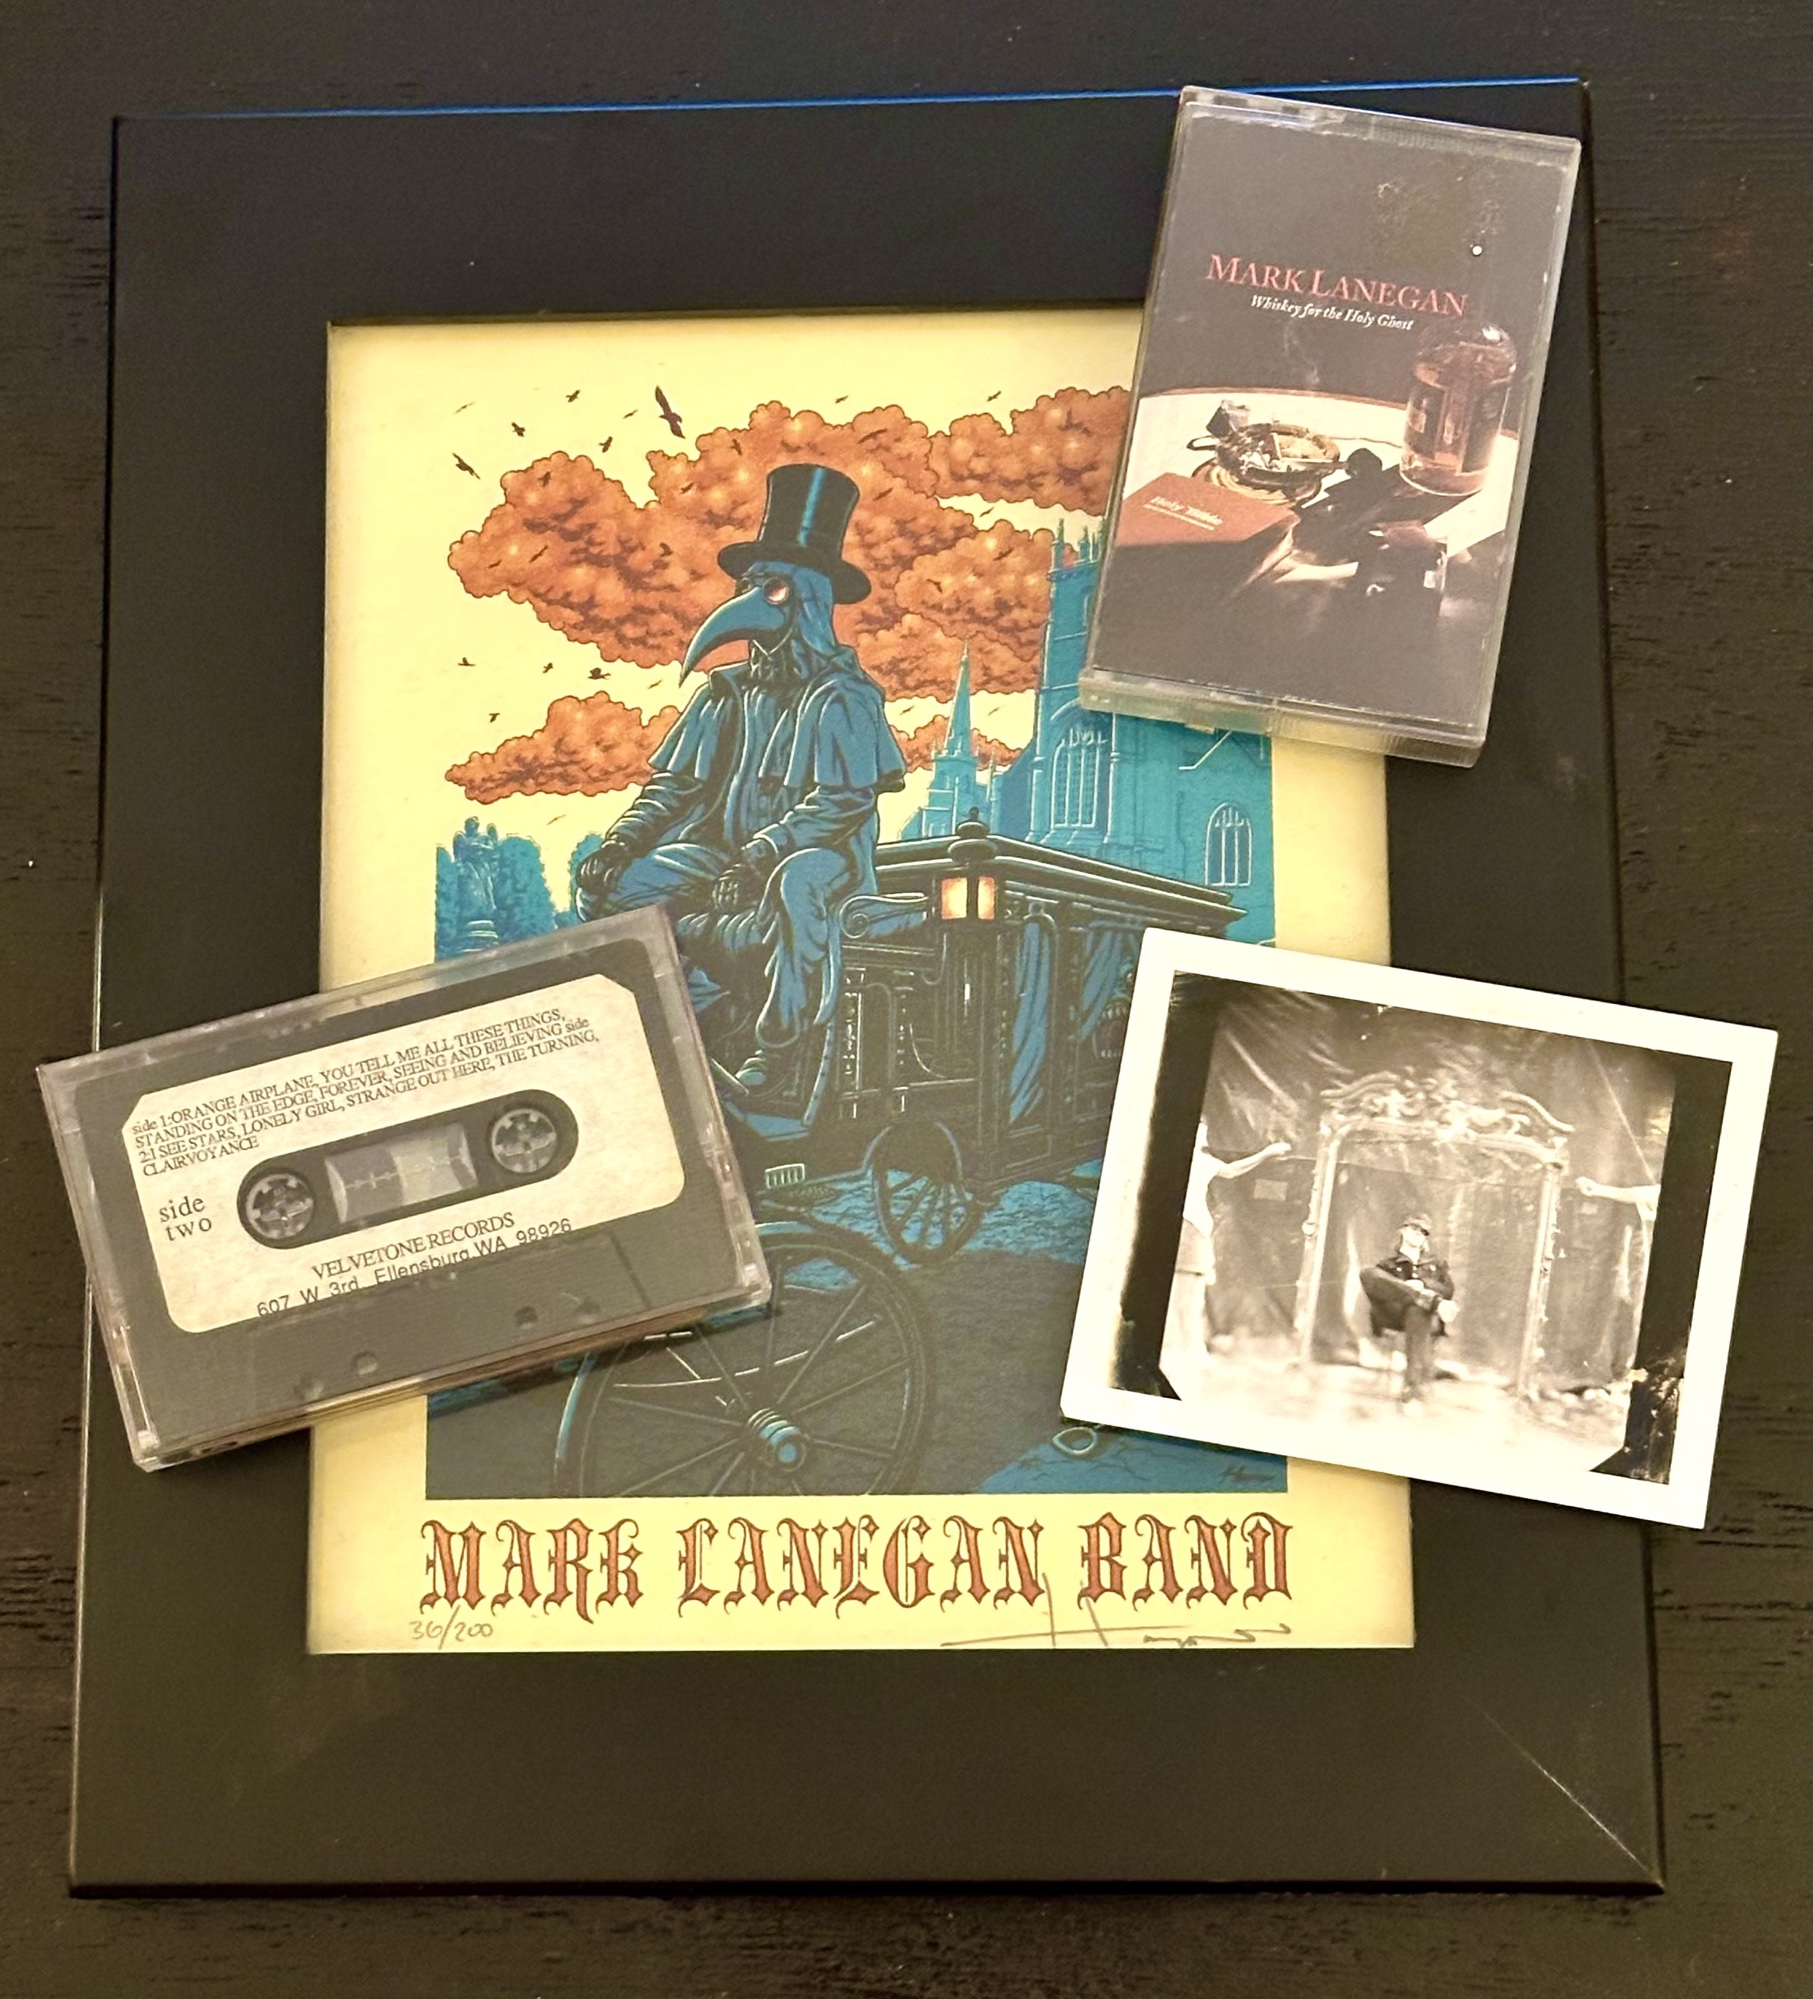 MARK LANEGAN
Whiskey for the Holy Ghost
Holy Bible
side 1:ORANGE AIRPLANE, YOU TELL ME ALL THESE THINGS,
STANDING ON THE EDGE, FOREVER, SEEING AND BELIEVING side
2:I SEE STARS, LONELY GIRL, STRANGE OUT HERE, THE TURNING,
CLAIRVOYANCE
side
two
VELVETONE RECORDS
607 W 3rd Ellensburg WA 98926
MARK LANEGAN BAND
36/200